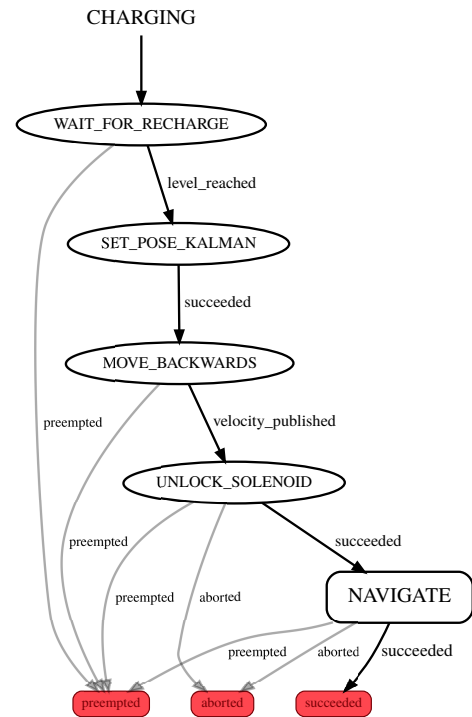 CHARGING
WAIT_FOR_RECHARGE
level_reached
SET_POSE_KALMAN
succeeded
MOVE_BACKWARDS
preempted
velocity_published
UNLOCK_SOLENOID
preempted
preempted
aborted
succeeded
NAVIGATE
preempted
aborted
succeeded
preempted
aborted
succeeded